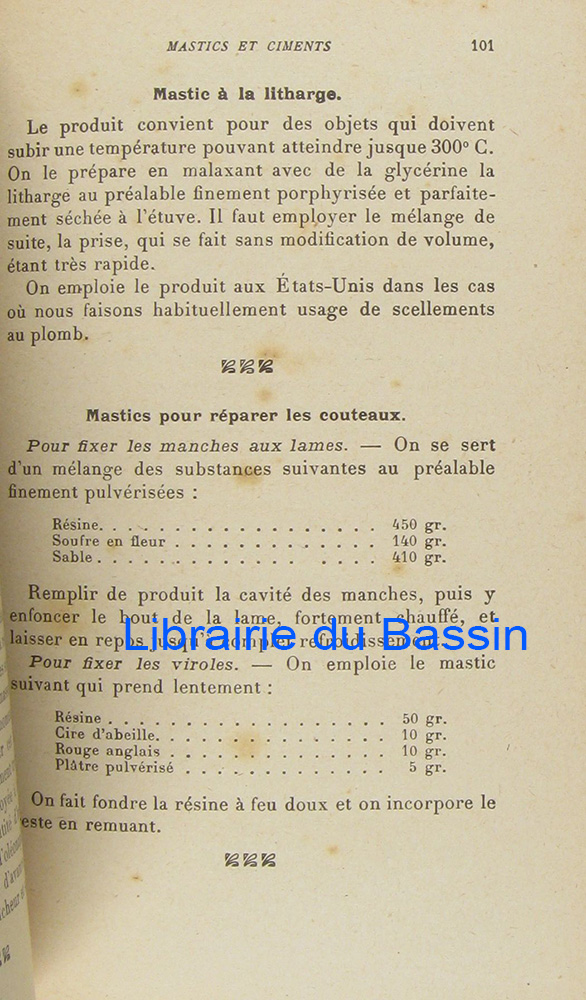 MASTICS ET CIMENTS 101
Mastic à la litharge.
Le produit convient pour des objets qui doivent
subir une température pouvant atteindre jusque 300° C.
On le prépare en malaxant avec de la glycérine la
litharge au préalable finement porphyrisée et parfaite-
ment séchée à l'étuve. Il faut employer le mélange de
suite, la prise, qui se fait sans modification de volume,
étant très rapide.
On emploie le produit aux États-Unis dans les cas
où nous faisons habituellement usage de scellements
au plomb.
Mastics pour réparer les couteaux.
Pour fixer les manches aux lames. — On se sert
d'un mélange des substances suivantes au préalable
finement pulvérisées :
Résine. . . . . . . . . . . . . . . . . 450 gr.
Soufre en fleur . . . . . . . . . . . . 140 gr.
Sable . . . . . . . . . . . . . . . . 410 gr.
Remplir de produit la cavité des manches, puis y
enfoncer le bout de la lame, fortement chauffé, et
laisser en repos jusqu'à complet refroidissement.
Librairie du Bassin
Pour fixer les viroles. — On emploie le mastic
suivant qui prend lentement :
Résine . . . . . . . . . . . . . . . . . 50 gr.
Cire d'abeille. . . . . . . . . . . . . . 10 gr.
Rouge anglais . . . . . . . . . . . . . 10 gr.
Plâtre pulvérisé . . . . . . . . . . . . 5 gr.
On fait fondre la résine à feu doux et on incorpore le
este en remuant.